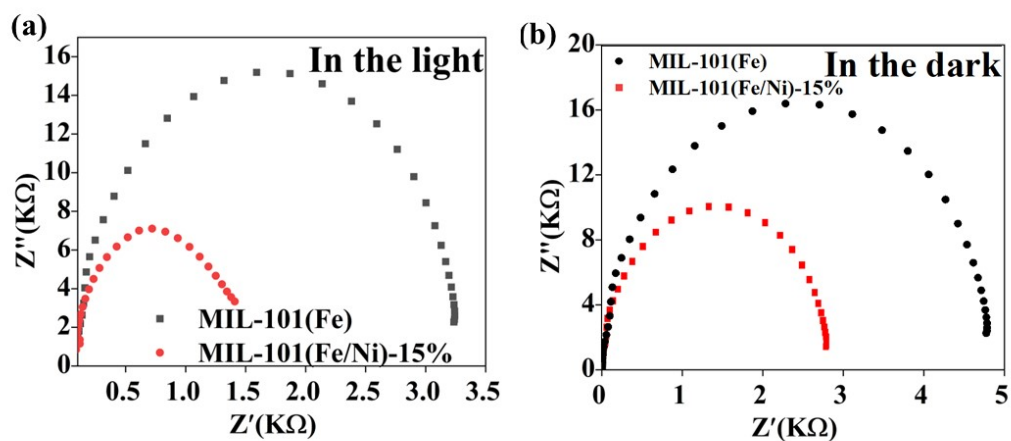 (a)
In the light
Z''(KΩ)
16
14
12
10
8
6
4
2
0
MIL-101(Fe)
MIL-101(Fe/Ni)-15%
0.5 1.0 1.5 2.0 2.5 3.0 3.5
Z'(KΩ)
(b)
In the dark
MIL-101(Fe)
MIL-101(Fe/Ni)-15%
Z''(KΩ)
20
16
12
8
4
0
0 1 2 3 4 5
Z'(KΩ)